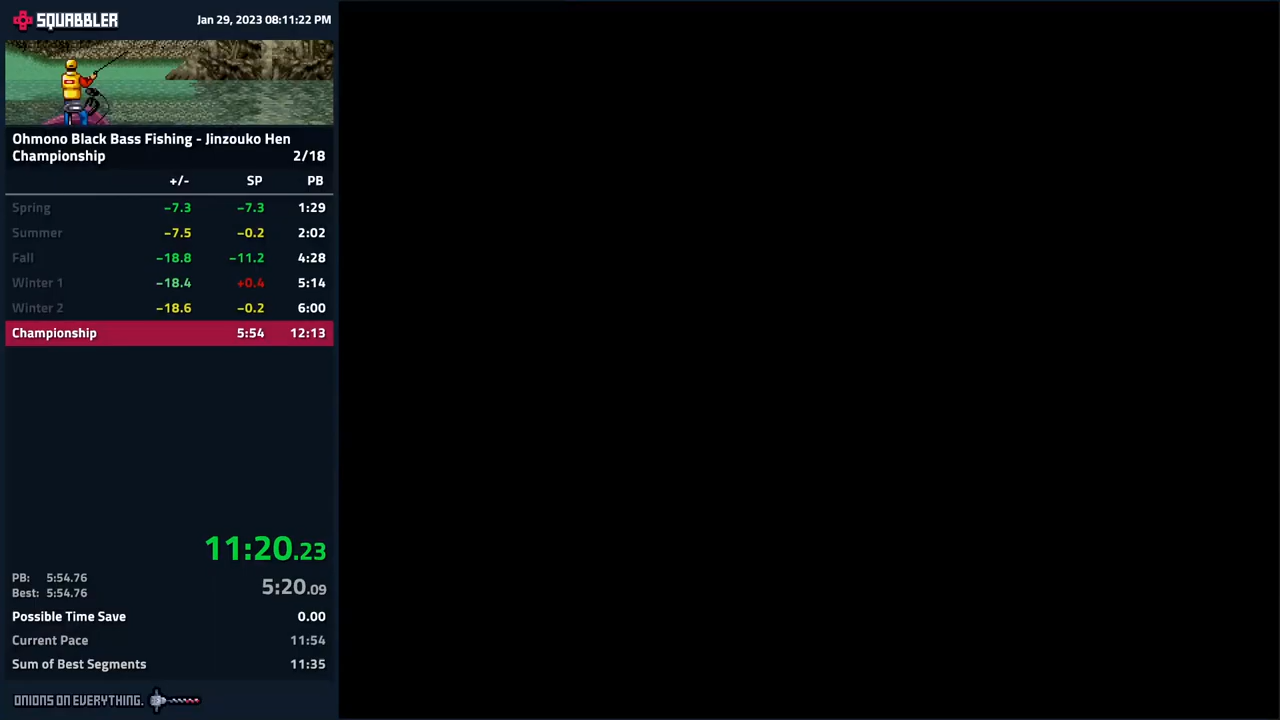 SQUABBLER Jan 29, 2023 08:11:22 PM
Ohmono Black Bass Fishing - Jinzouko Hen
Championship 2/18
+/- SP PB
Spring −7.3 −7.3 1:29
Summer −7.5 −0.2 2:02
Fall −18.8 −11.2 4:28
Winter 1 −18.4 +0.4 5:14
Winter 2 −18.6 −0.2 6:00
Championship 5:54 12:13
11:20.23
PB: 5:54.76
Best: 5:54.76
5:20.09
Possible Time Save 0.00
Current Pace 11:54
Sum of Best Segments 11:35
ONIONS ON EVERYTHING.